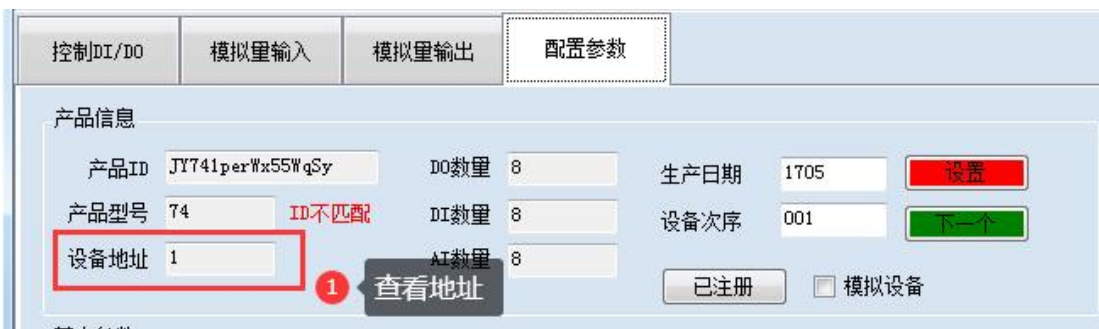 控制DI/DO 模拟里输入 模拟里输出 配置参数
产品信息
产品ID JY741perWx55WqSy DO数量 8 生产日期 1705 设置
产品型号 74 ID不匹配 DI数量 8 设备次序 001 下一个
设备地址 1 AI数量 8
1 查看地址 已注册 模拟设备